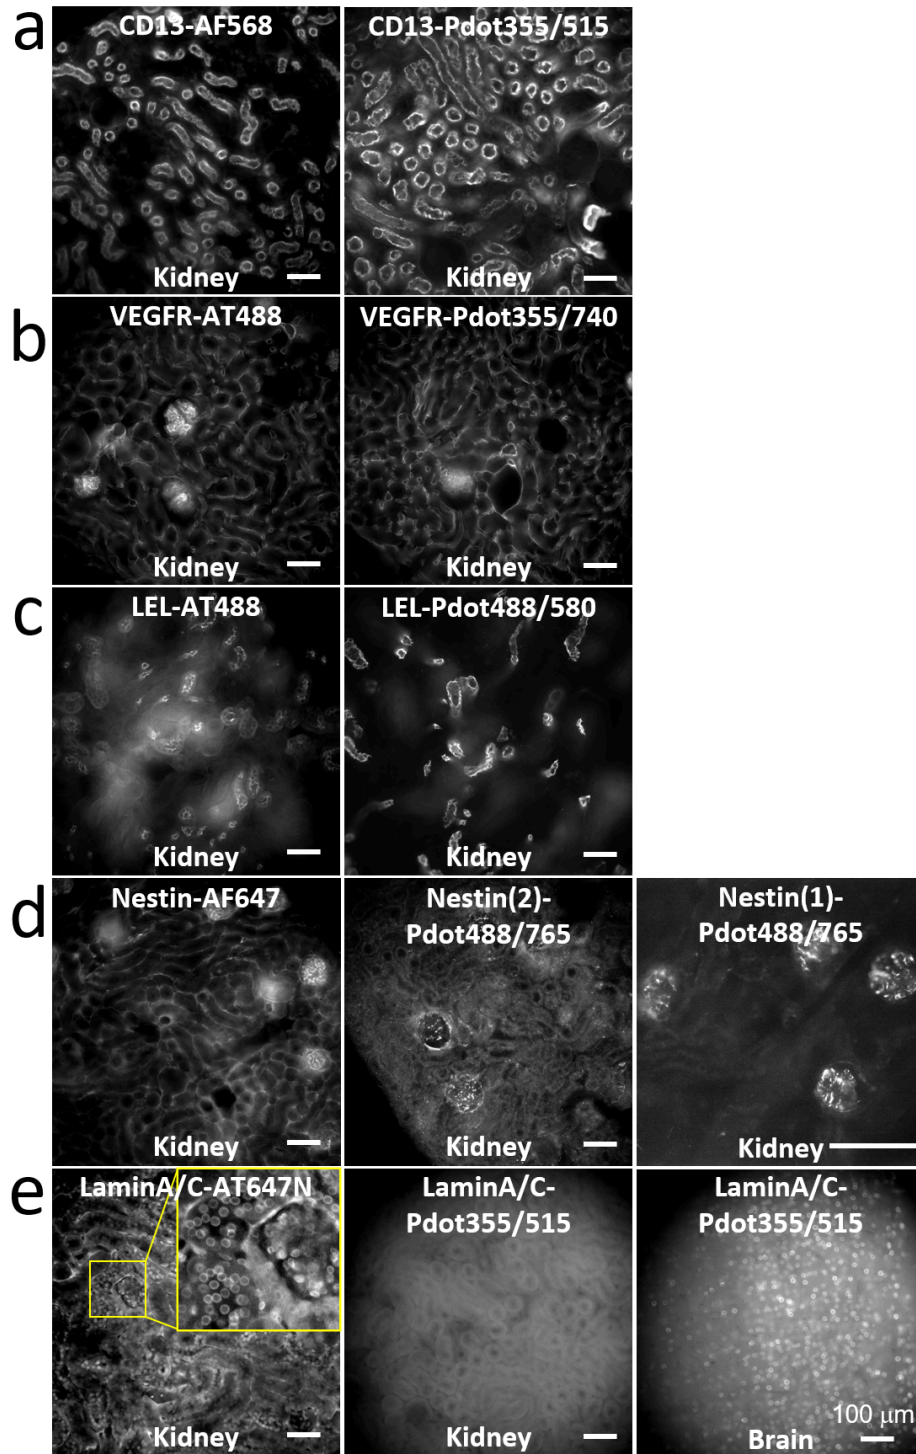 a
CD13-AF568
CD13-Pdot355/515
Kidney
Kidney
b
VEGFR-AT488
VEGFR-Pdot355/740
Kidney
Kidney
c
LEL-AT488
LEL-Pdot488/580
Kidney
Kidney
d
Nestin-AF647
Nestin(2)-
Pdot488/765
Nestin(1)-
Pdot488/765
Kidney
Kidney
Kidney
e
LaminA/C-AT647N
LaminA/C-
Pdot355/515
LaminA/C-
Pdot355/515
Kidney
Kidney
100 µm
Brain